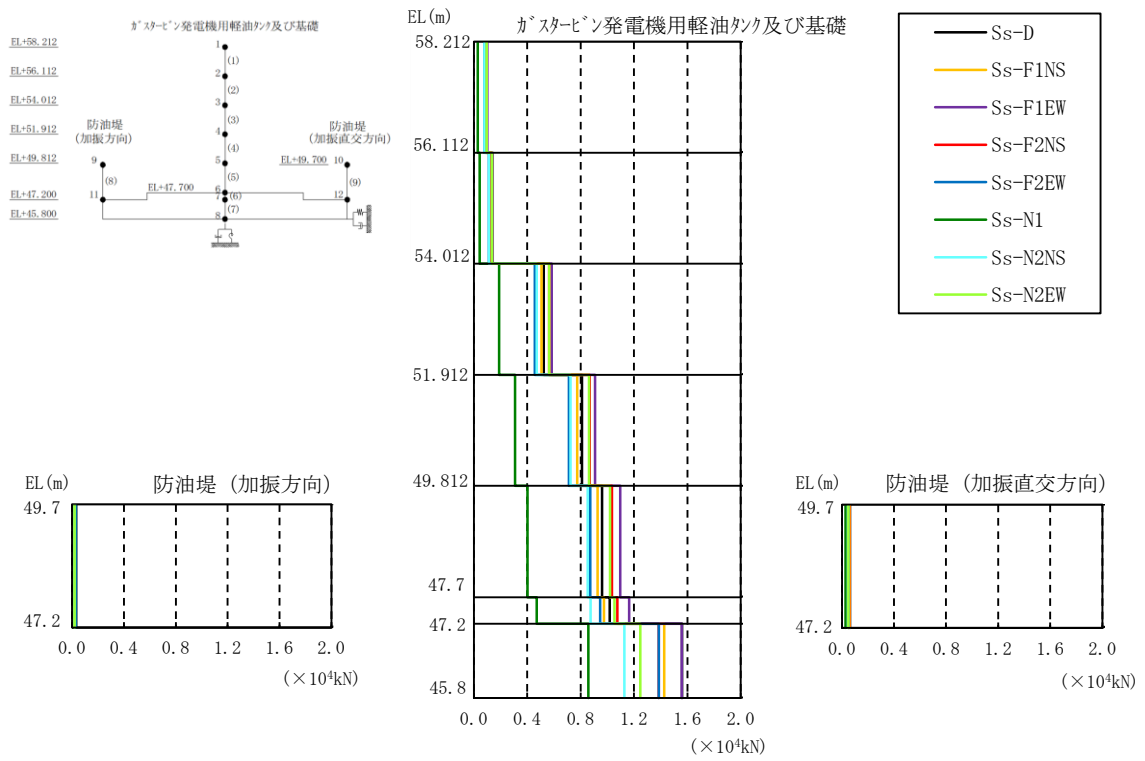 ｶﾞｽﾀｰﾋﾞﾝ発電機用軽油ﾀﾝｸ及び基礎
EL+58.212
EL+56.112
EL+54.012
EL+51.912
EL+49.812
EL+47.200
EL+45.800
防油堤
(加振方向)
防油堤
(加振直交方向)
EL+49.700
EL+47.700
1
(1)
2
(2)
3
(3)
4
(4)
5
(5)
6
(6)
7
(7)
8
9
(8)
11
10
(9)
12
EL(m)
ｶﾞｽﾀｰﾋﾞﾝ発電機用軽油ﾀﾝｸ及び基礎
58.212
56.112
54.012
51.912
49.812
47.7
47.2
45.8
0.0 0.4 0.8 1.2 1.6 2.0
(×10⁴kN)
Ss-D
Ss-F1NS
Ss-F1EW
Ss-F2NS
Ss-F2EW
Ss-N1
Ss-N2NS
Ss-N2EW
EL(m)
防油堤 (加振方向)
49.7
47.2
0.0 0.4 0.8 1.2 1.6 2.0
(×10⁴kN)
EL(m)
防油堤 (加振直交方向)
49.7
47.2
0.0 0.4 0.8 1.2 1.6 2.0
(×10⁴kN)